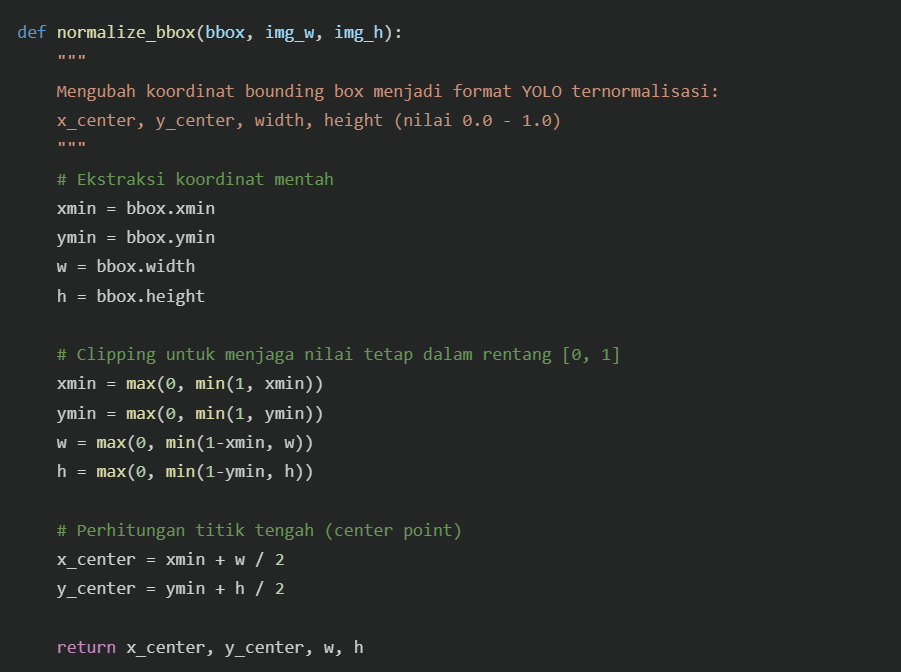 def normalize_bbox(bbox, img_w, img_h):
    """
    Mengubah koordinat bounding box menjadi format YOLO ternormalisasi:
    x_center, y_center, width, height (nilai 0.0 - 1.0)
    """
    # Ekstraksi koordinat mentah
    xmin = bbox.xmin
    ymin = bbox.ymin
    w = bbox.width
    h = bbox.height

    # Clipping untuk menjaga nilai tetap dalam rentang [0, 1]
    xmin = max(0, min(1, xmin))
    ymin = max(0, min(1, ymin))
    w = max(0, min(1-xmin, w))
    h = max(0, min(1-ymin, h))

    # Perhitungan titik tengah (center point)
    x_center = xmin + w / 2
    y_center = ymin + h / 2

    return x_center, y_center, w, h